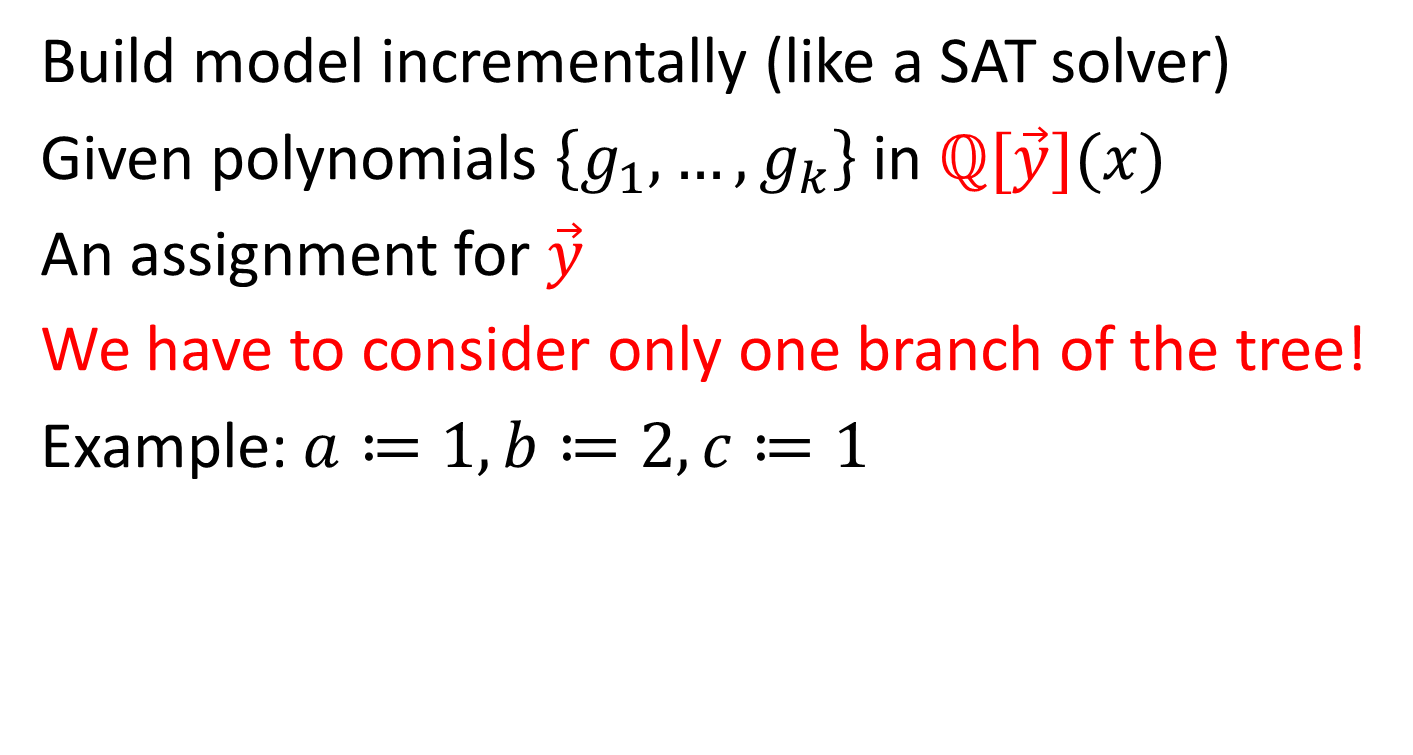 Build model incrementally (like a SAT solver)
Given polynomials {𝑔₁, … , 𝑔ₖ} in ℚ[𝑦⃗](𝑥)
An assignment for 𝑦⃗
We have to consider only one branch of the tree!
Example: 𝑎 ≔ 1, 𝑏 ≔ 2, 𝑐 ≔ 1